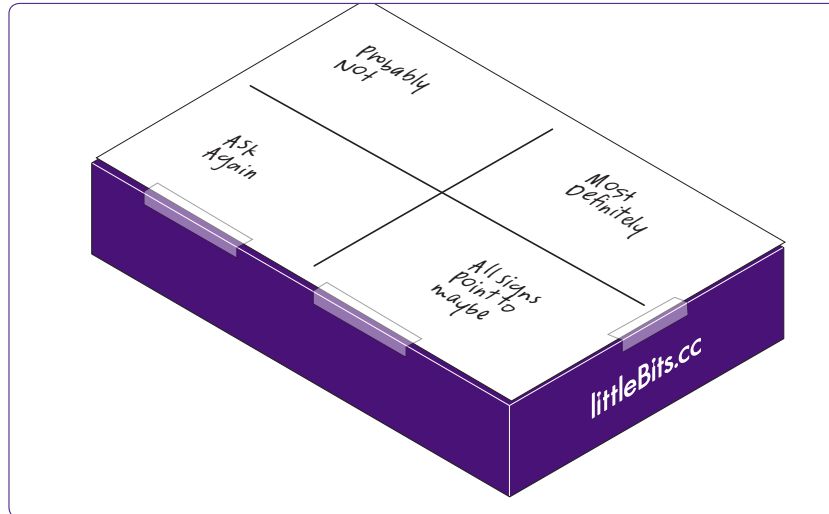 Probably
Not
Ask
Again
Most
Definitely
All signs
point to
maybe
littleBits.cc